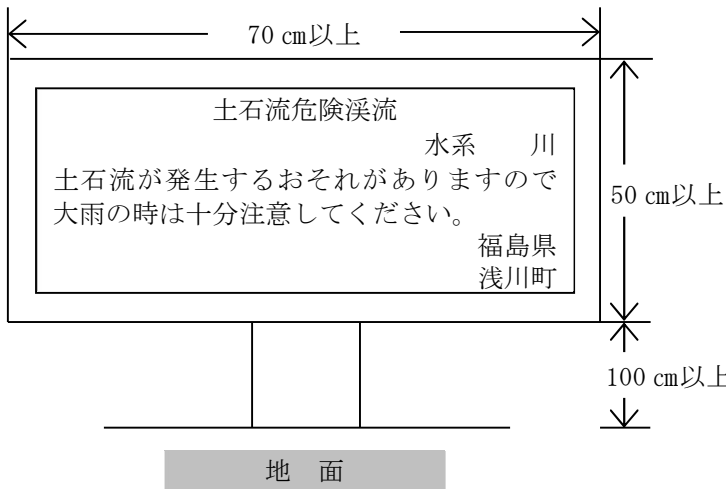 70 cm以上
土石流危険渓流
水系　　川
土石流が発生するおそれがありますので
大雨の時は十分注意してください。
福島県
浅川町
50 cm以上
100 cm以上
地　面